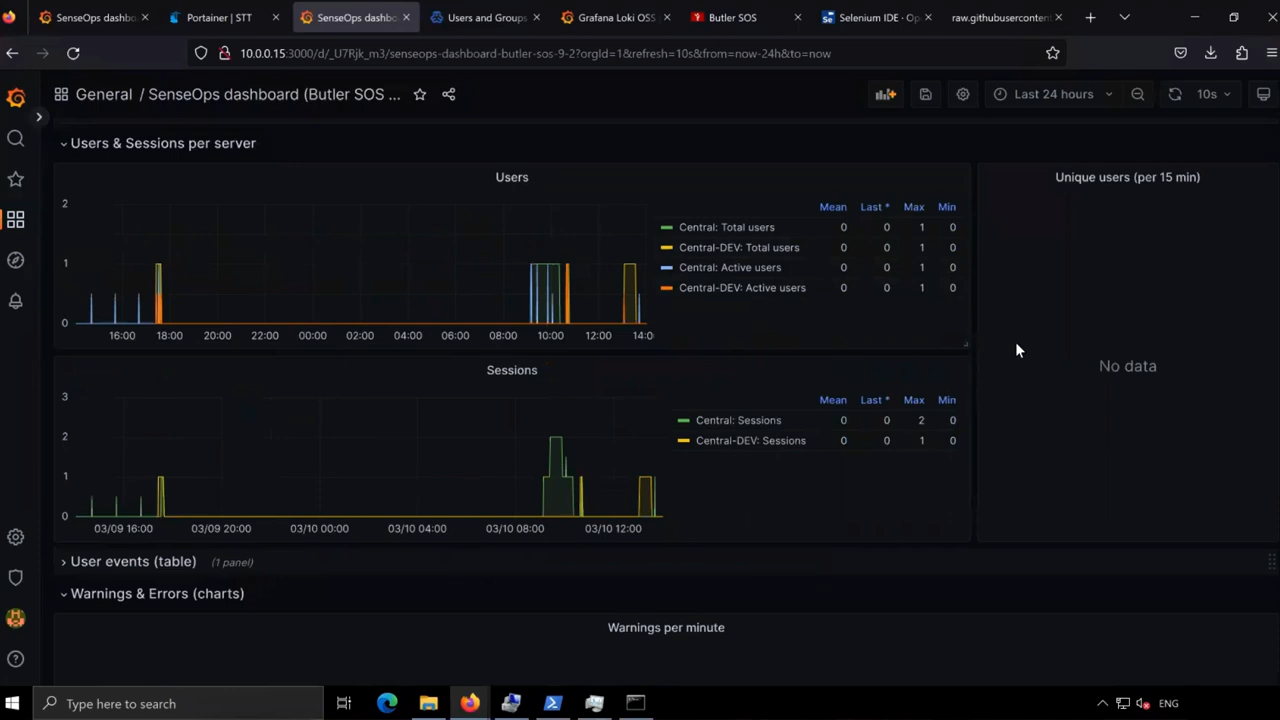 SenseOps dashbo
Portainer | STT
SenseOps dashbo
Users and Groups
Grafana Loki OSS
Butler SOS
Selenium IDE · Op
raw.githubusercontent
10.0.0.15:3000/d/_U7Rjk_m3/senseops-dashboard-butler-sos-9-2?orgId=1&refresh=10s&from=now-24h&to=now
General / SenseOps dashboard (Butler SOS ...
Last 24 hours
10s
Users & Sessions per server
Users
2
1
0
16:00 18:00 20:00 22:00 00:00 02:00 04:00 06:00 08:00 10:00 12:00 14:0
Mean Last * Max Min
Central: Total users 0 0 1 0
Central-DEV: Total users 0 0 1 0
Central: Active users 0 0 1 0
Central-DEV: Active users 0 0 1 0
Unique users (per 15 min)
No data
Sessions
3
2
1
0
03/09 16:00 03/09 20:00 03/10 00:00 03/10 04:00 03/10 08:00 03/10 12:00
Mean Last * Max Min
Central: Sessions 0 0 2 0
Central-DEV: Sessions 0 0 1 0
User events (table) (1 panel)
Warnings & Errors (charts)
Warnings per minute
Type here to search
ENG